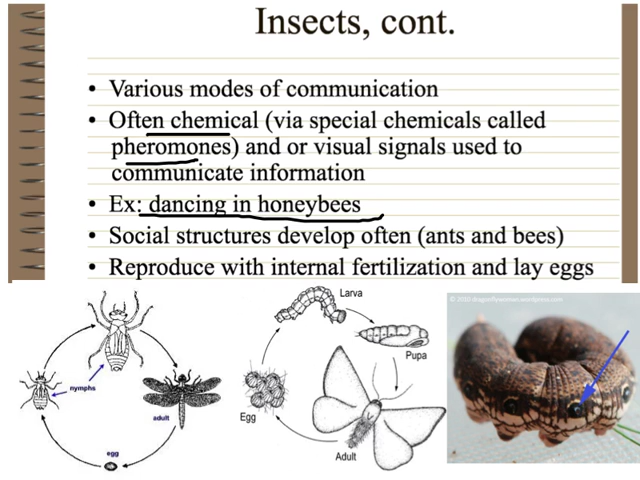 Insects, cont.
• Various modes of communication
• Often chemical (via special chemicals called
pheromones) and or visual signals used to
communicate information
• Ex: dancing in honeybees
• Social structures develop often (ants and bees)
• Reproduce with internal fertilization and lay eggs
nymphs
adult
egg
Larva
Pupa
Egg
Adult